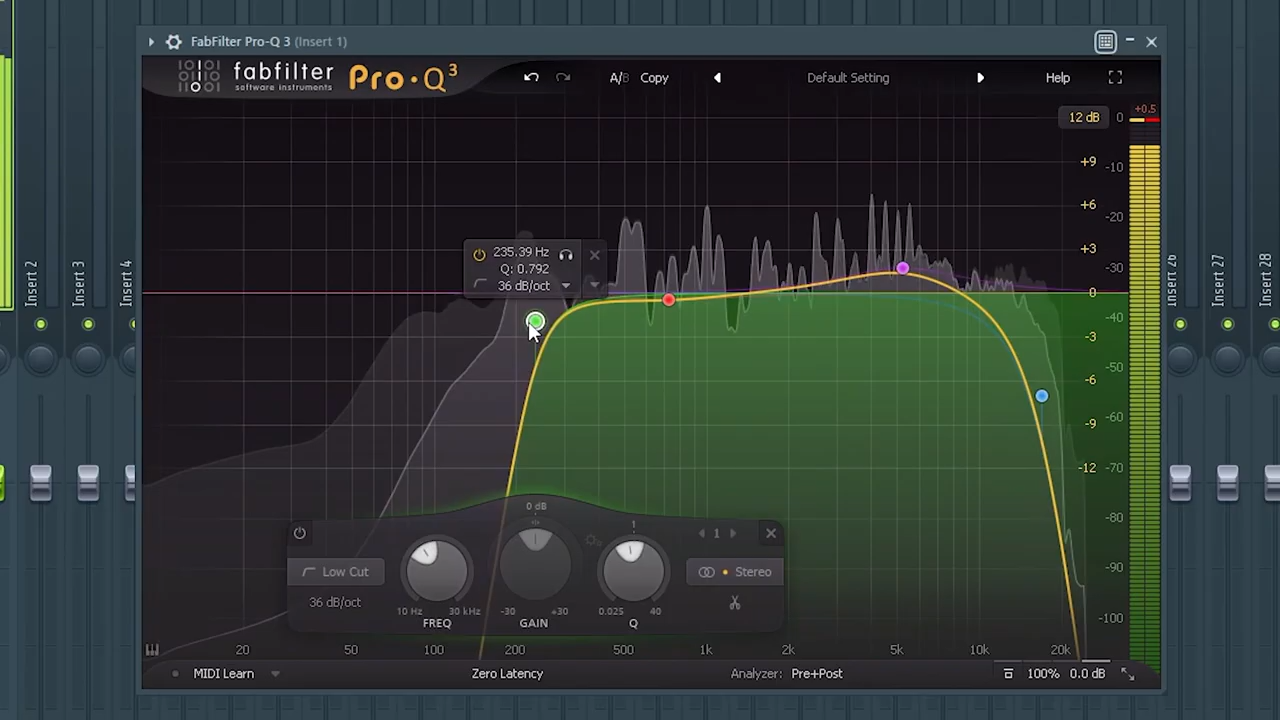 FabFilter Pro-Q 3 (Insert 1)
fabfilter
software instruments
Pro·Q3
A/B Copy
Default Setting
Help
12 dB
0
+0.5
+9
-10
+6
-20
+3
-30
0
-40
-3
-50
-6
-60
-9
-12
-70
-80
-90
-100
235.39 Hz
Q: 0.792
36 dB/oct
Insert 2
Insert 3
Insert 4
Insert 26
Insert 27
Insert 28
0 dB
1
1
Low Cut
Stereo
36 dB/oct
10 Hz 30 kHz
-30 +30
0.025 40
FREQ
GAIN
Q
20 50 100 200 500 1k 2k 5k 10k 20k
MIDI Learn
Zero Latency
Analyzer: Pre+Post
100% 0.0 dB